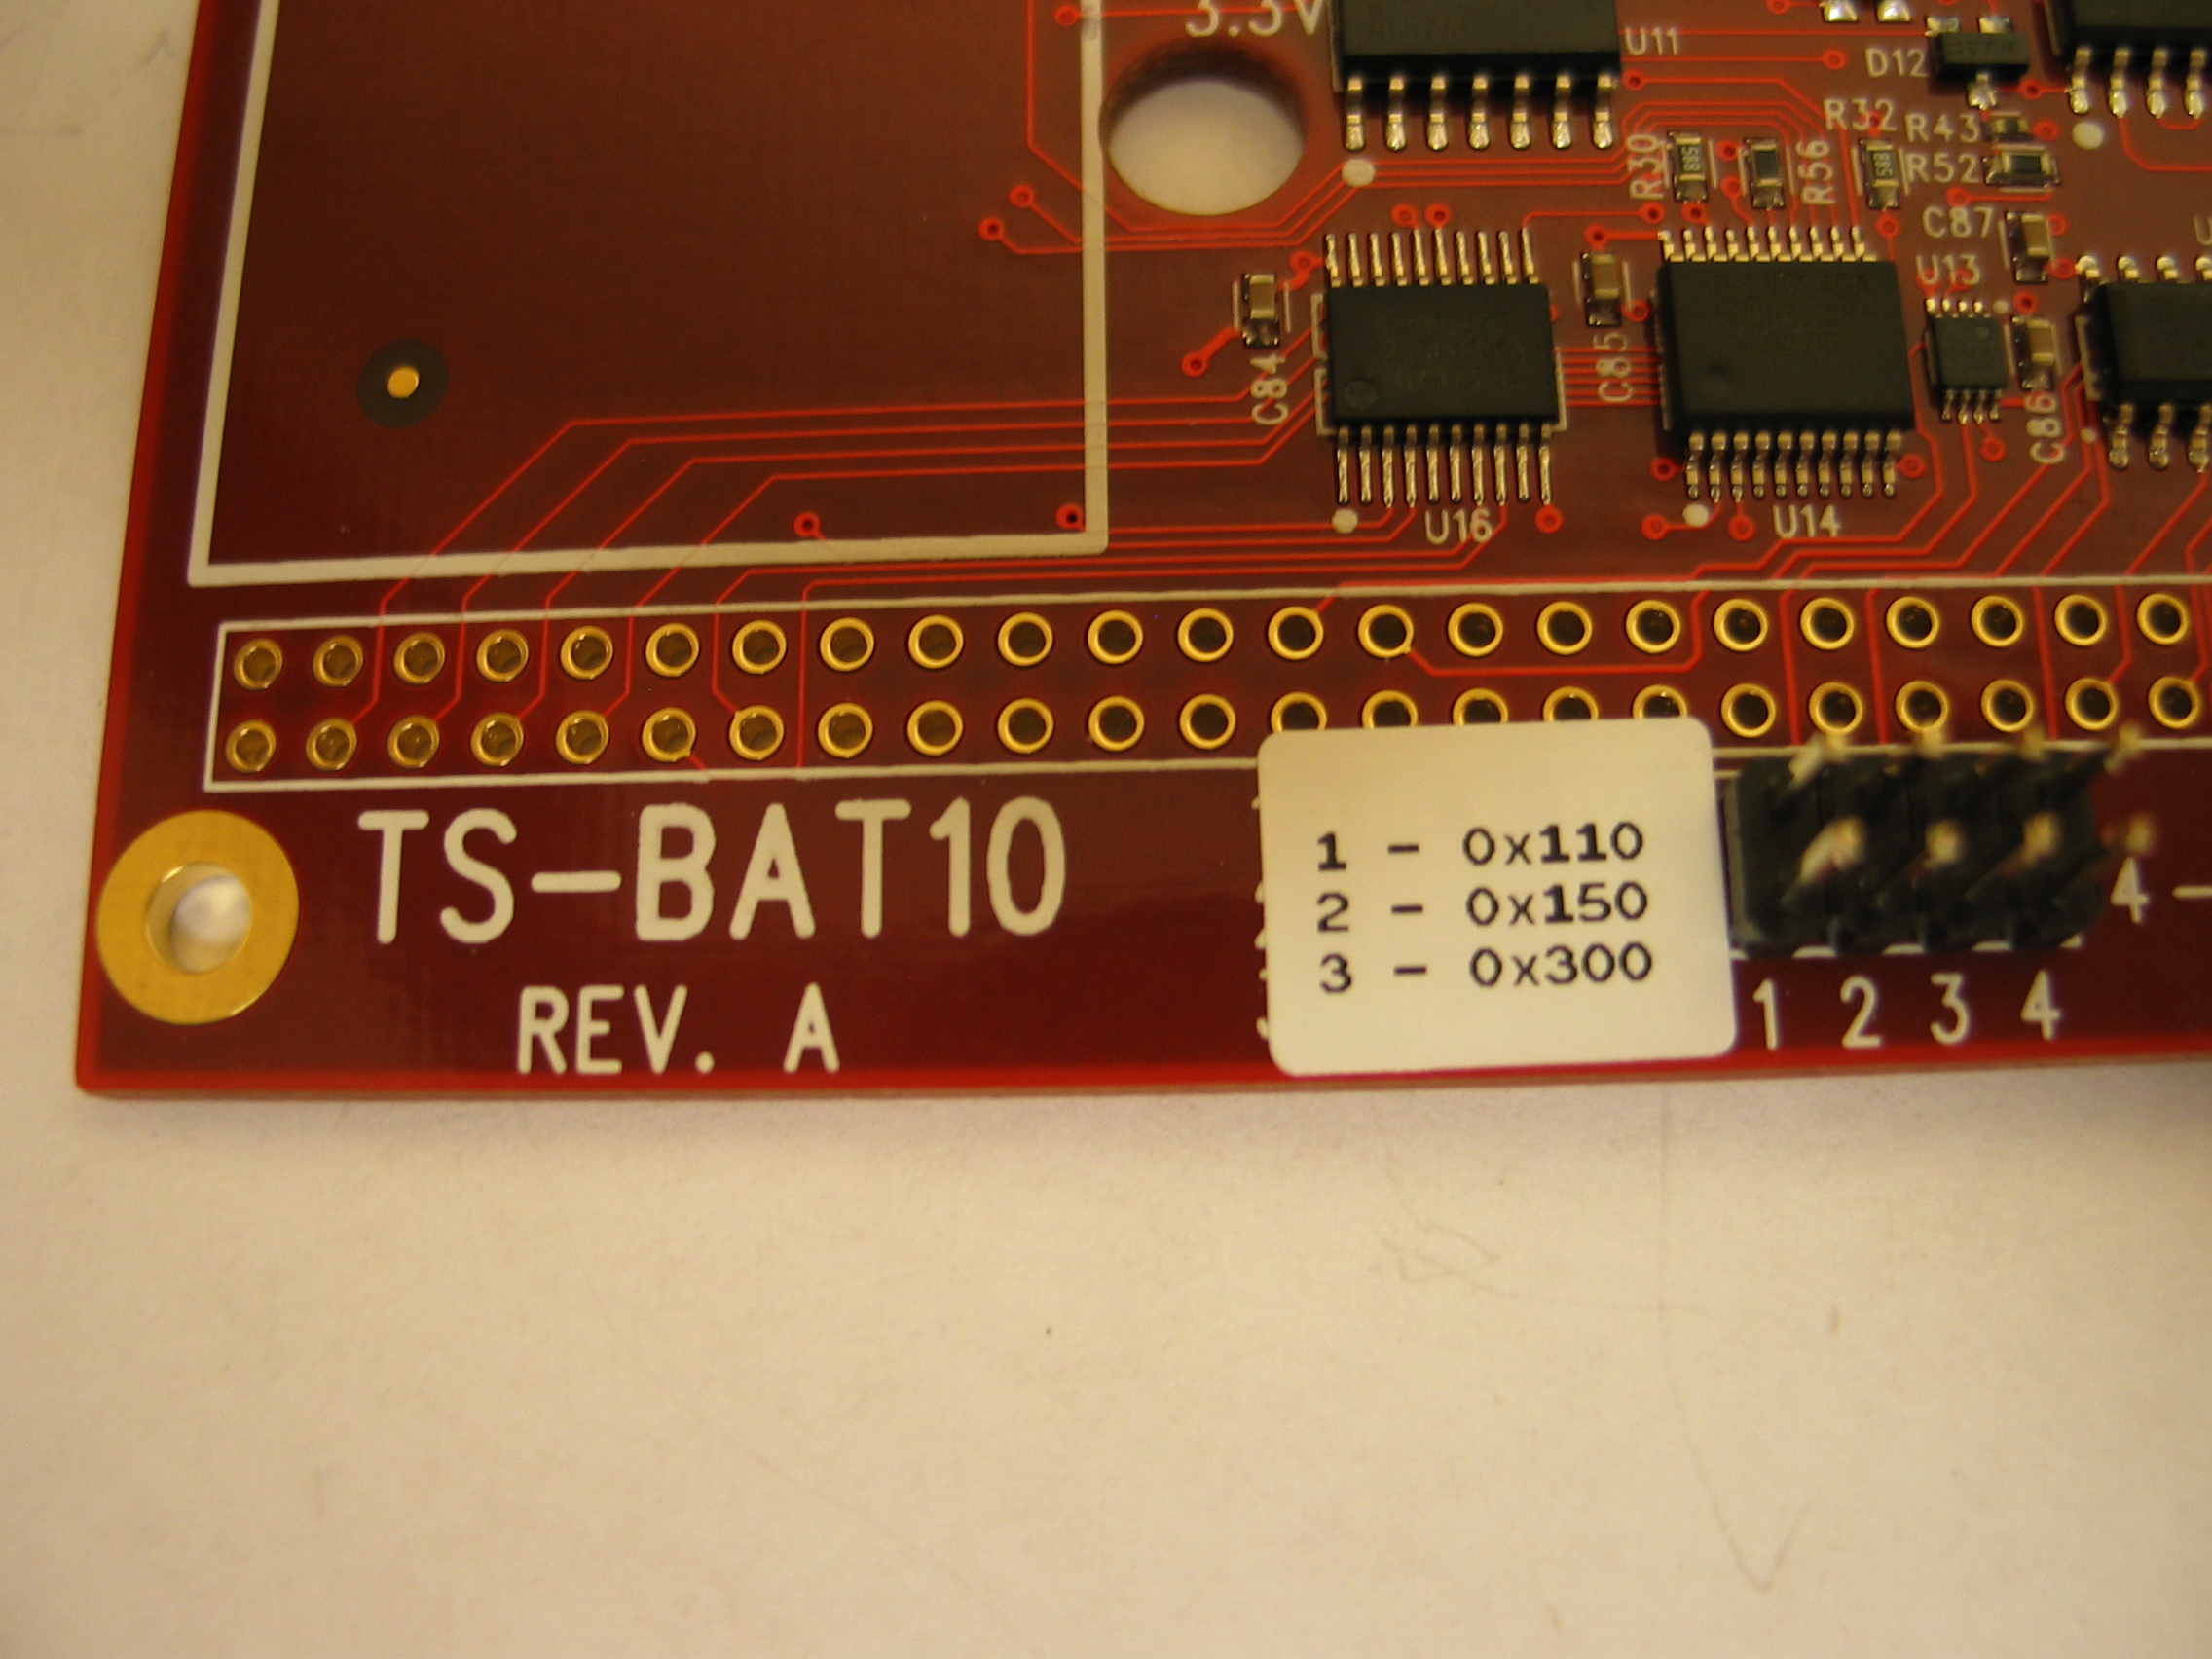 3.3V
U11
D12
R32
R43
R30
R56
R52
C87
U13
C84
C85
C86
U16
U14
TS-BAT10
REV. A
1 - 0x110
2 - 0x150
3 - 0x300
4 -
1 2 3 4